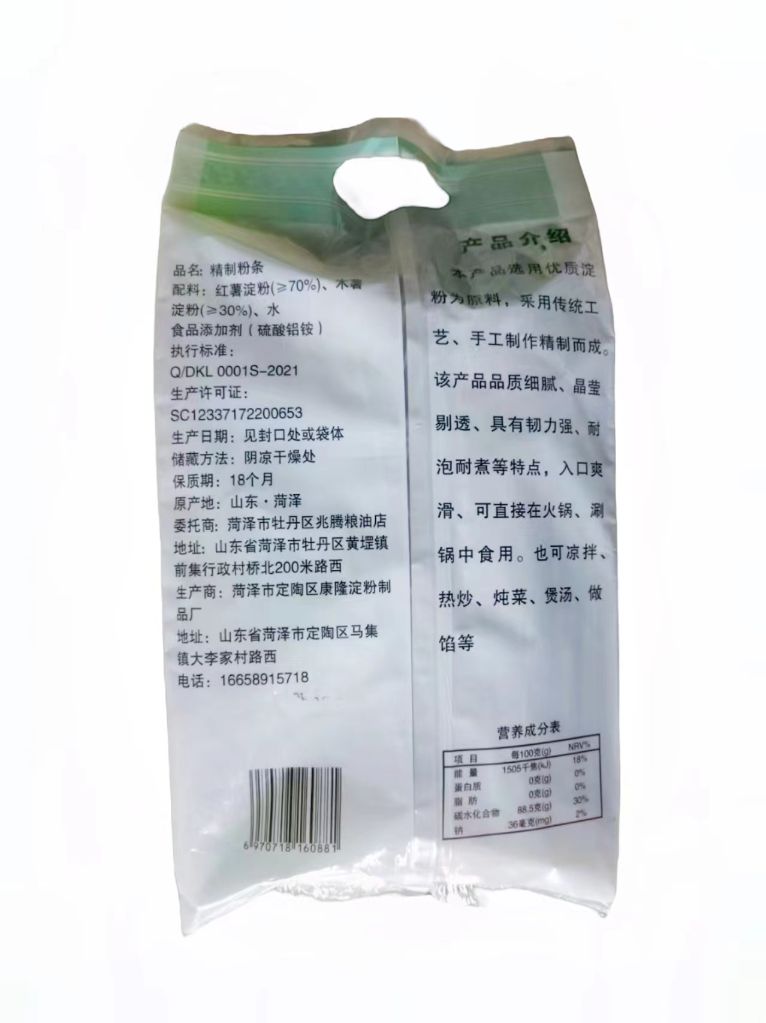 品名: 精制粉条
配料: 红薯淀粉(≥70%)、木薯
淀粉(≥30%)、水
食品添加剂(硫酸铝铵)
执行标准:
Q/DKL 0001S-2021
生产许可证:
SC12337172200653
生产日期: 见封口处或袋体
储藏方法: 阴凉干燥处
保质期: 18个月
原产地: 山东·菏泽
委托商: 菏泽市牡丹区兆腾粮油店
地址: 山东省菏泽市牡丹区黄堽镇
前集行政村桥北200米路西
生产商: 菏泽市定陶区康隆淀粉制
品厂
地址: 山东省菏泽市定陶区马集
镇大李家村路西
电话: 16658915718
6 970718 160881
产品介绍
本产品选用优质淀
粉为原料, 采用传统工
艺、手工制作精制而成。
该产品品质细腻、晶莹
剔透、具有韧力强、耐
泡耐煮等特点, 入口爽
滑、可直接在火锅、涮
锅中食用。也可凉拌、
热炒、炖菜、煲汤、做
馅等
营养成分表
项目 每100克(g) NRV%
能量 1505千焦(kJ) 18%
蛋白质 0克(g) 0%
脂肪 0克(g) 0%
碳水化合物 88.5克(g) 30%
钠 36毫克(mg) 2%